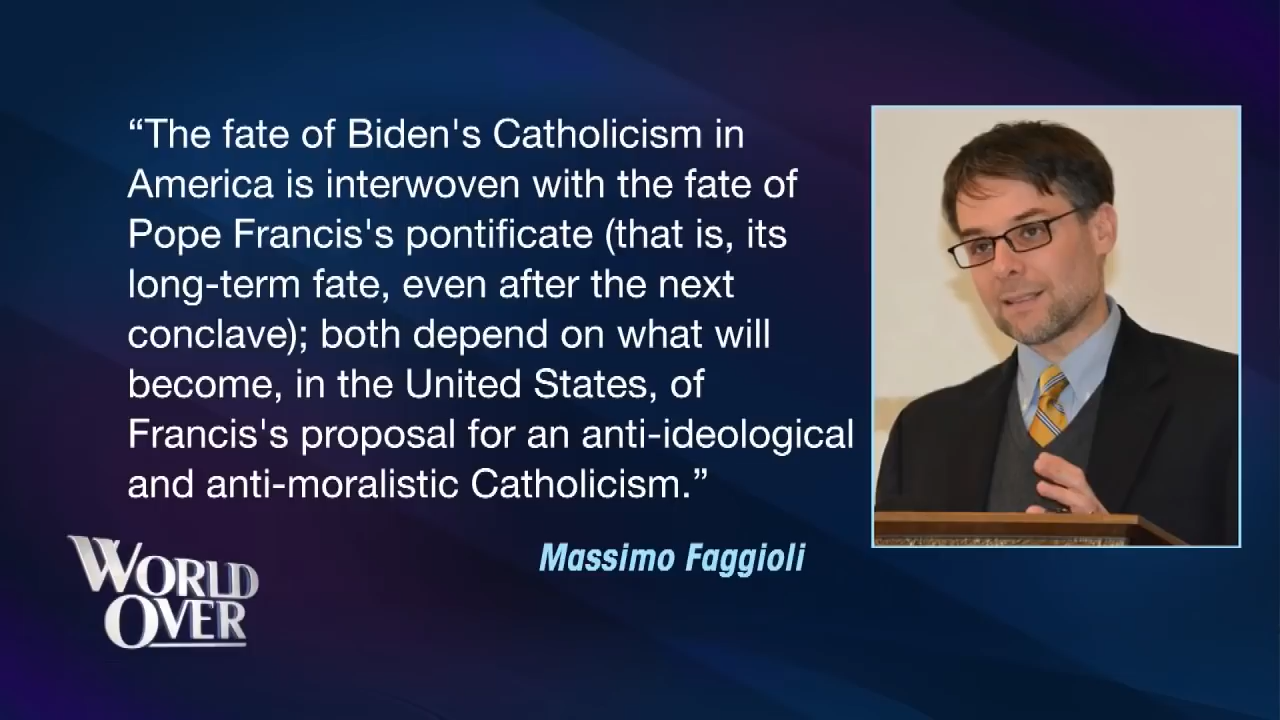 “The fate of Biden's Catholicism in
America is interwoven with the fate of
Pope Francis's pontificate (that is, its
long-term fate, even after the next
conclave); both depend on what will
become, in the United States, of
Francis's proposal for an anti-ideological
and anti-moralistic Catholicism.”
Massimo Faggioli
WORLD
OVER